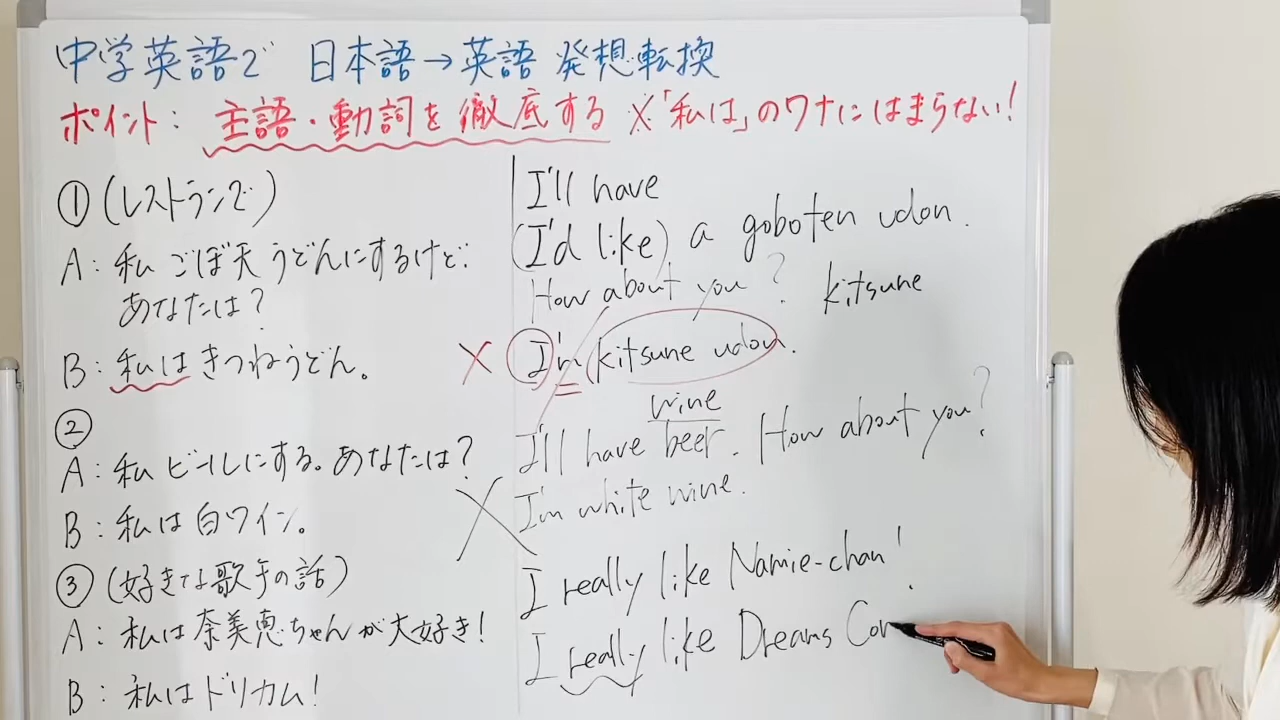 中学英語で 日本語→英語 発想転換
ポイント: 主語・動詞を徹底する ※「私は」のワナにはまらない!
①(レストランで)
A: 私 ごぼ天うどんにするけど、
あなたは?
B: 私はきつねうどん。
②
A: 私 ビールにする。あなたは?
B: 私は白ワイン。
③(好きな歌手の話)
A: 私は奈美恵ちゃんが大好き!
B: 私はドリカム!
I'll have
(I'd like) a goboten udon.
How about you? kitsune
× I'm kitsune udon.
wine
I'll have beer. How about you?
× I'm white wine.
I really like Namie-chan!
I really like Dreams Com